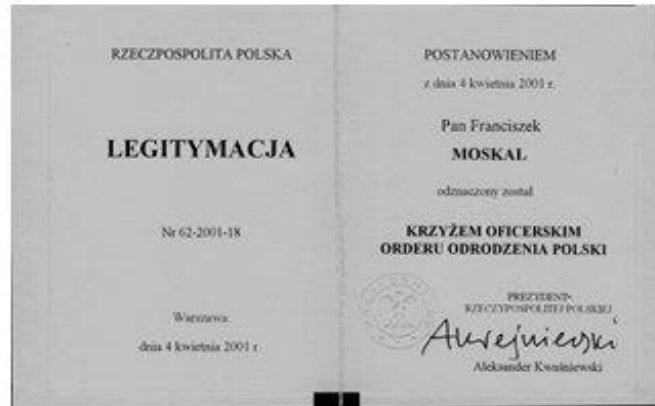 RZECZPOSPOLITA POLSKA
LEGITYMACJA
Nr 62-2001-18
Warszawa
dnia 4 kwietnia 2001 r.
POSTANOWIENIEM
z dnia 4 kwietnia 2001 r.
Pan Franciszek
MOSKAL
odznaczony został
KRZYŻEM OFICERSKIM
ORDERU ODRODZENIA POLSKI
PREZYDENT
RZECZYPOSPOLITEJ POLSKIEJ
Aleksander Kwaśniewski